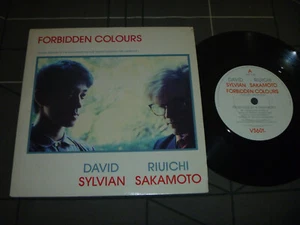 FORBIDDEN COLOURS
DAVID RIUICHI
SYLVIAN SAKAMOTO
DAVID RIUICHI
SYLVIAN SAKAMOTO
FORBIDDEN COLOURS
VS601